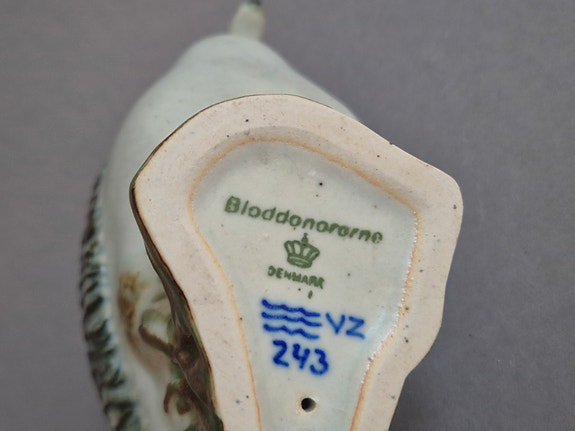 Bloddonorerne
DENMARK
VZ
243